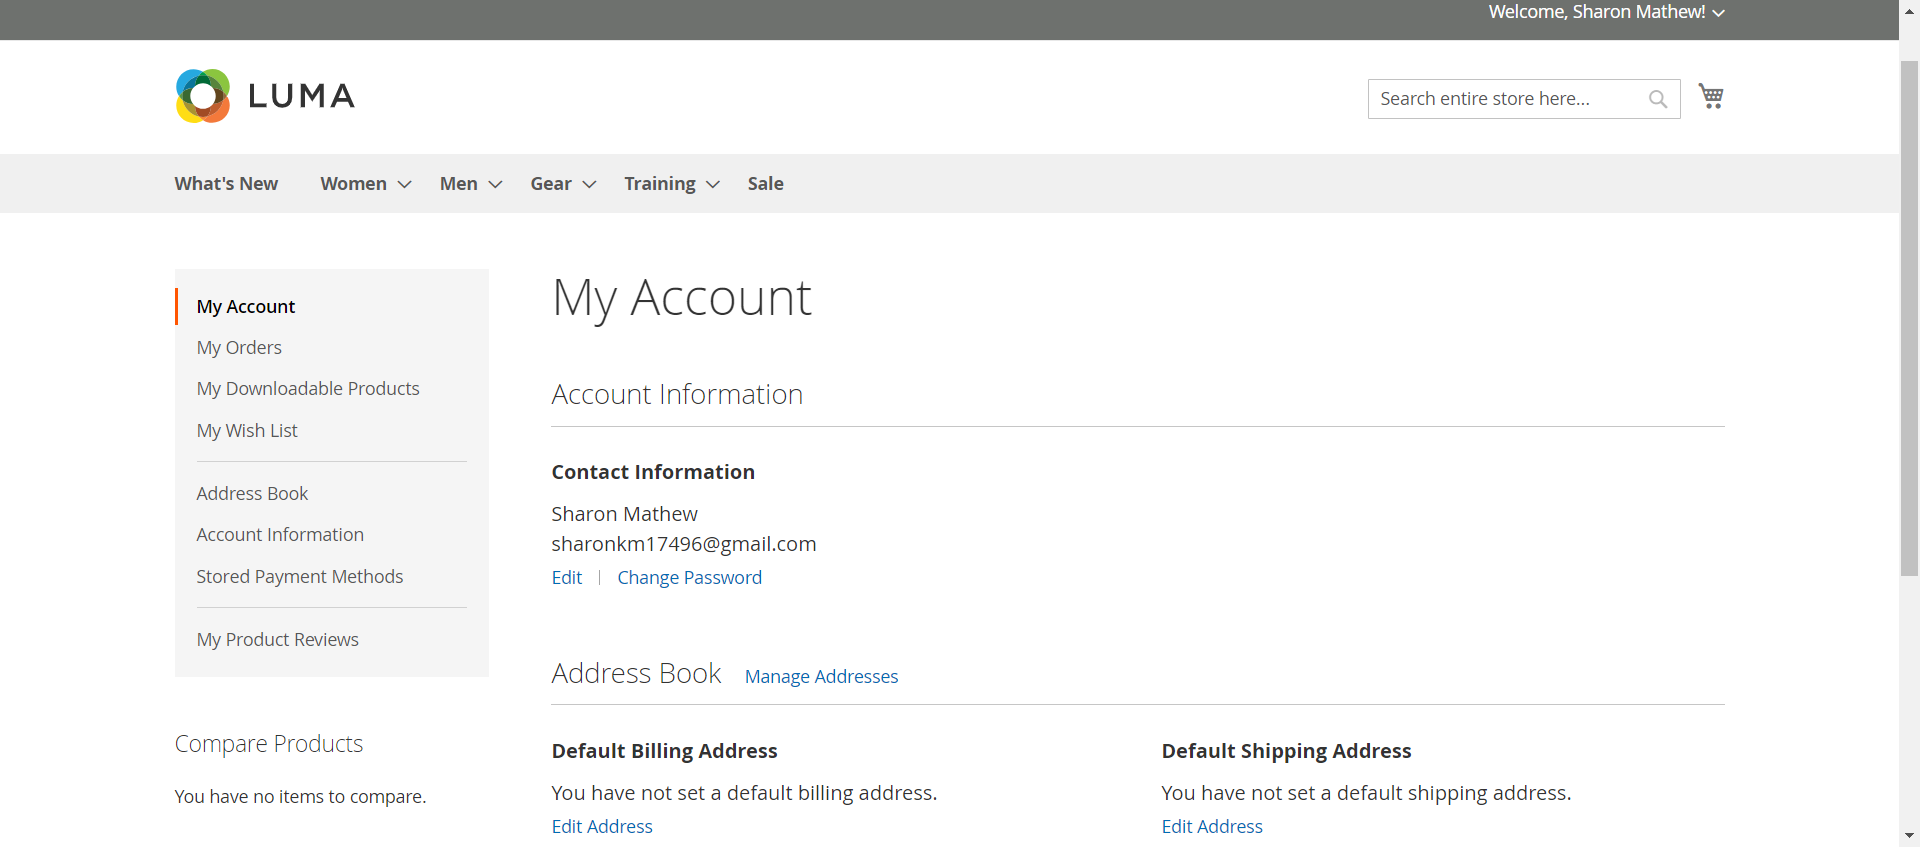 Welcome, Sharon Mathew!
LUMA
Search entire store here...
What's New Women Men Gear Training Sale
My Account
My Orders
My Downloadable Products
My Wish List
Address Book
Account Information
Stored Payment Methods
My Product Reviews
Compare Products
You have no items to compare.
My Account
Account Information
Contact Information
Sharon Mathew
sharonkm17496@gmail.com
Edit | Change Password
Address Book Manage Addresses
Default Billing Address
You have not set a default billing address.
Edit Address
Default Shipping Address
You have not set a default shipping address.
Edit Address